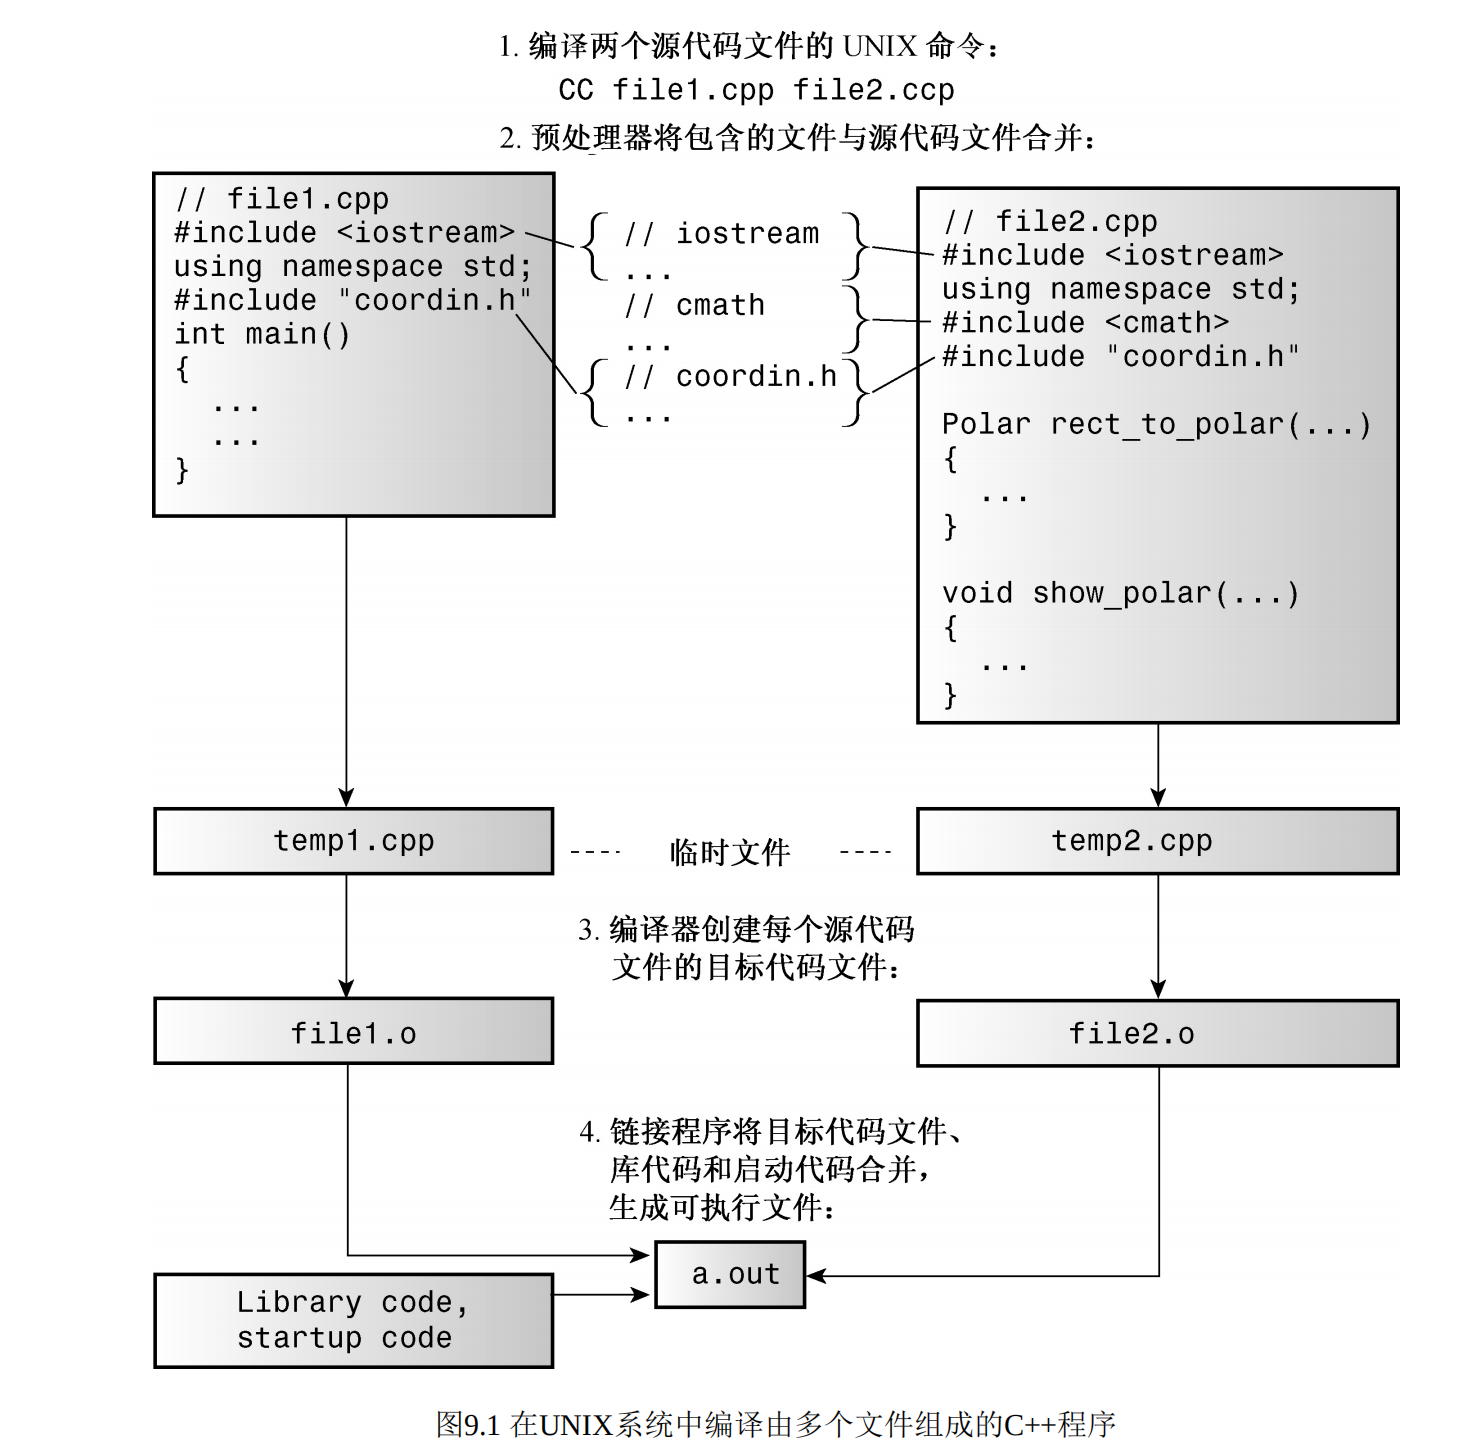 1. 编译两个源代码文件的 UNIX 命令：
CC file1.cpp file2.ccp
2. 预处理器将包含的文件与源代码文件合并：
// file1.cpp
#include <iostream>
using namespace std;
#include "coordin.h"
int main()
{
...
...
}
// iostream
...
// cmath
...
// coordin.h
...
// file2.cpp
#include <iostream>
using namespace std;
#include <cmath>
#include "coordin.h"
Polar rect_to_polar(...)
{
...
}
void show_polar(...)
{
...
}
temp1.cpp
---- 临时文件 ----
temp2.cpp
3. 编译器创建每个源代码
文件的目标代码文件：
file1.o
file2.o
4. 链接程序将目标代码文件、
库代码和启动代码合并，
生成可执行文件：
a.out
Library code,
startup code
图9.1 在UNIX系统中编译由多个文件组成的C++程序